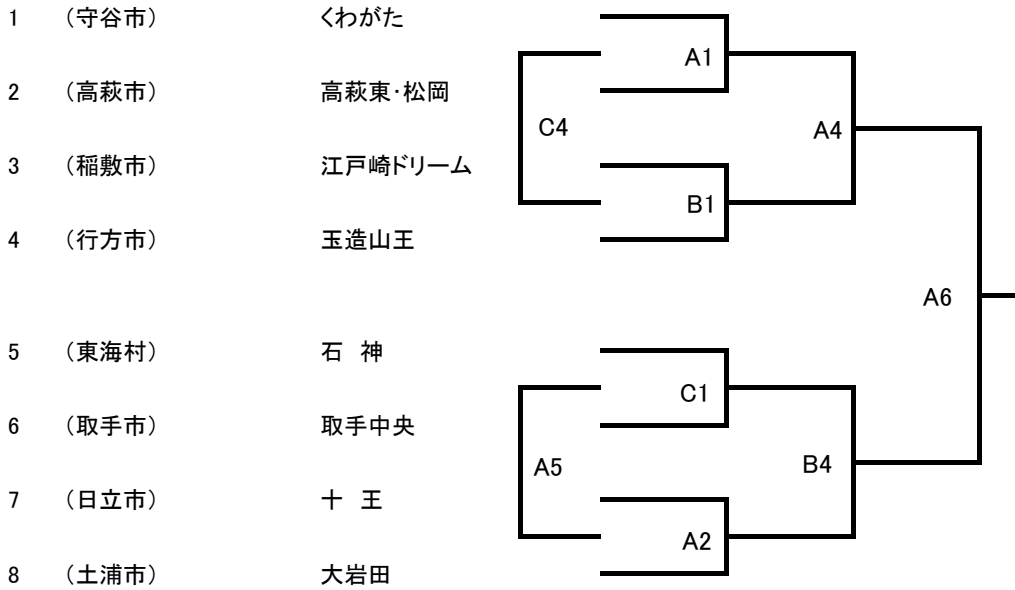 1 （守谷市） くわがた
A1
2 （高萩市） 高萩東・松岡
C4 A4
3 （稲敷市） 江戸崎ドリーム
B1
4 （行方市） 玉造山王
A6
5 （東海村） 石　神
C1
6 （取手市） 取手中央
A5 B4
7 （日立市） 十　王
A2
8 （土浦市） 大岩田